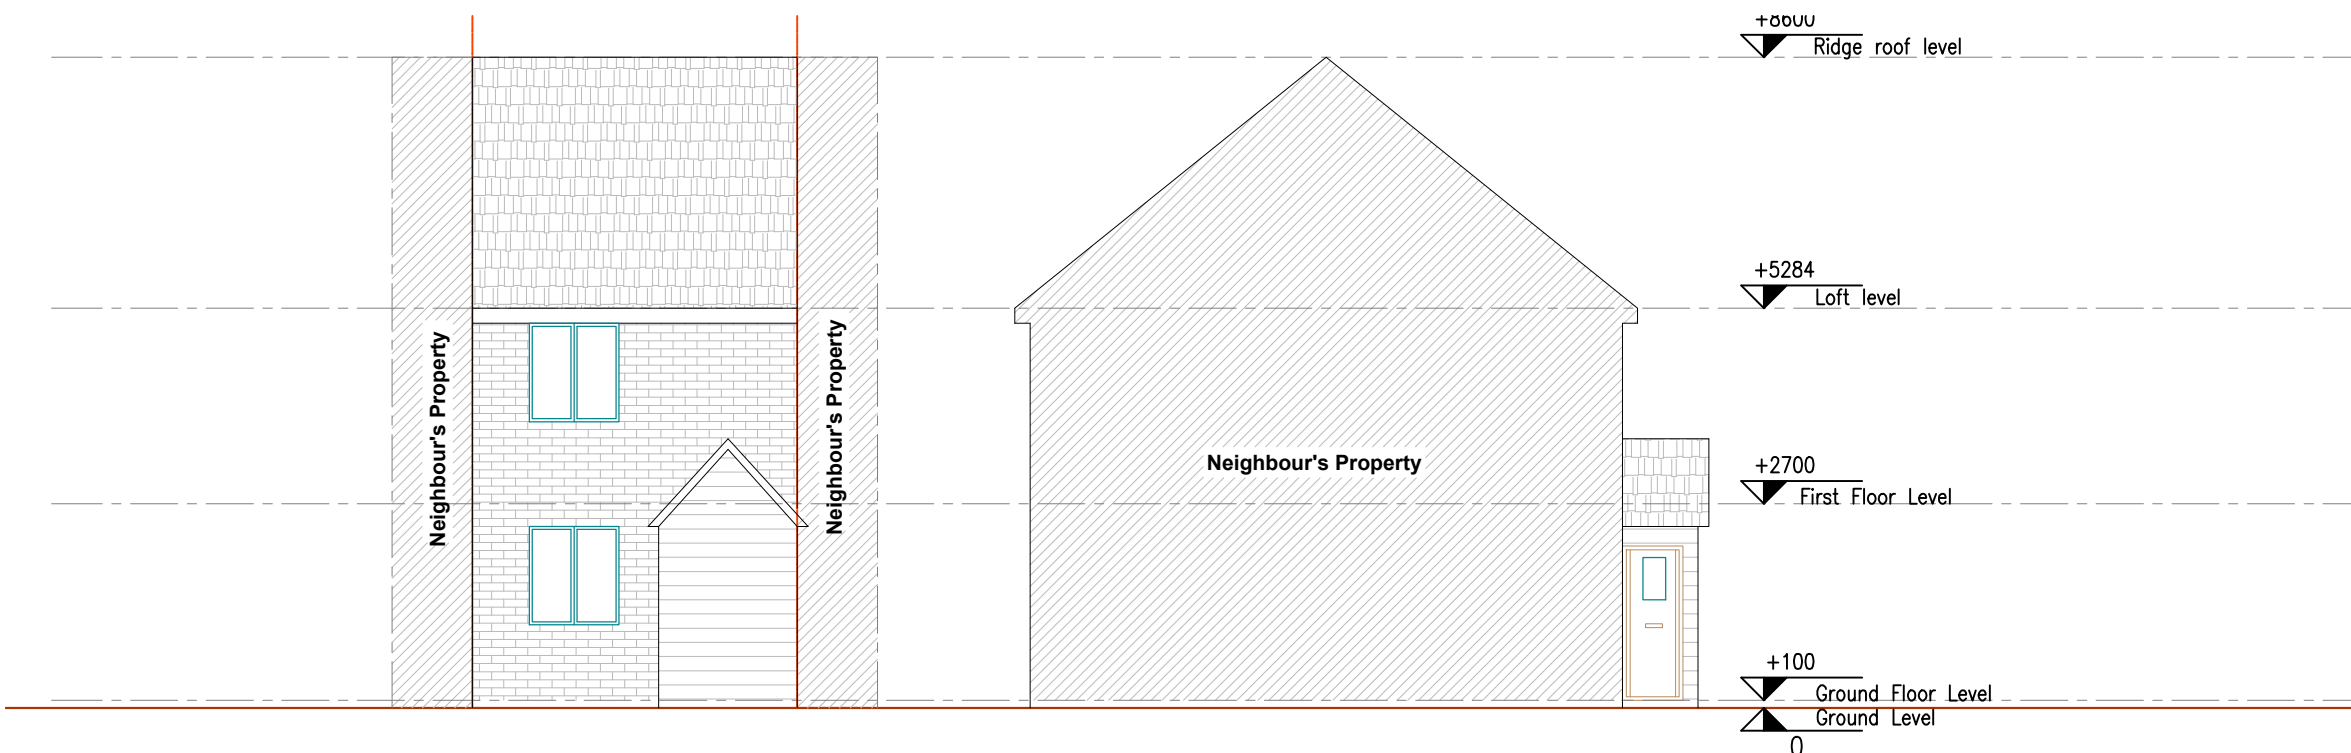 +8600
Ridge roof level
+5284
Loft level
Neighbour's Property
Neighbour's Property
Neighbour's Property
+2700
First Floor Level
+100
Ground Floor Level
Ground Level
0